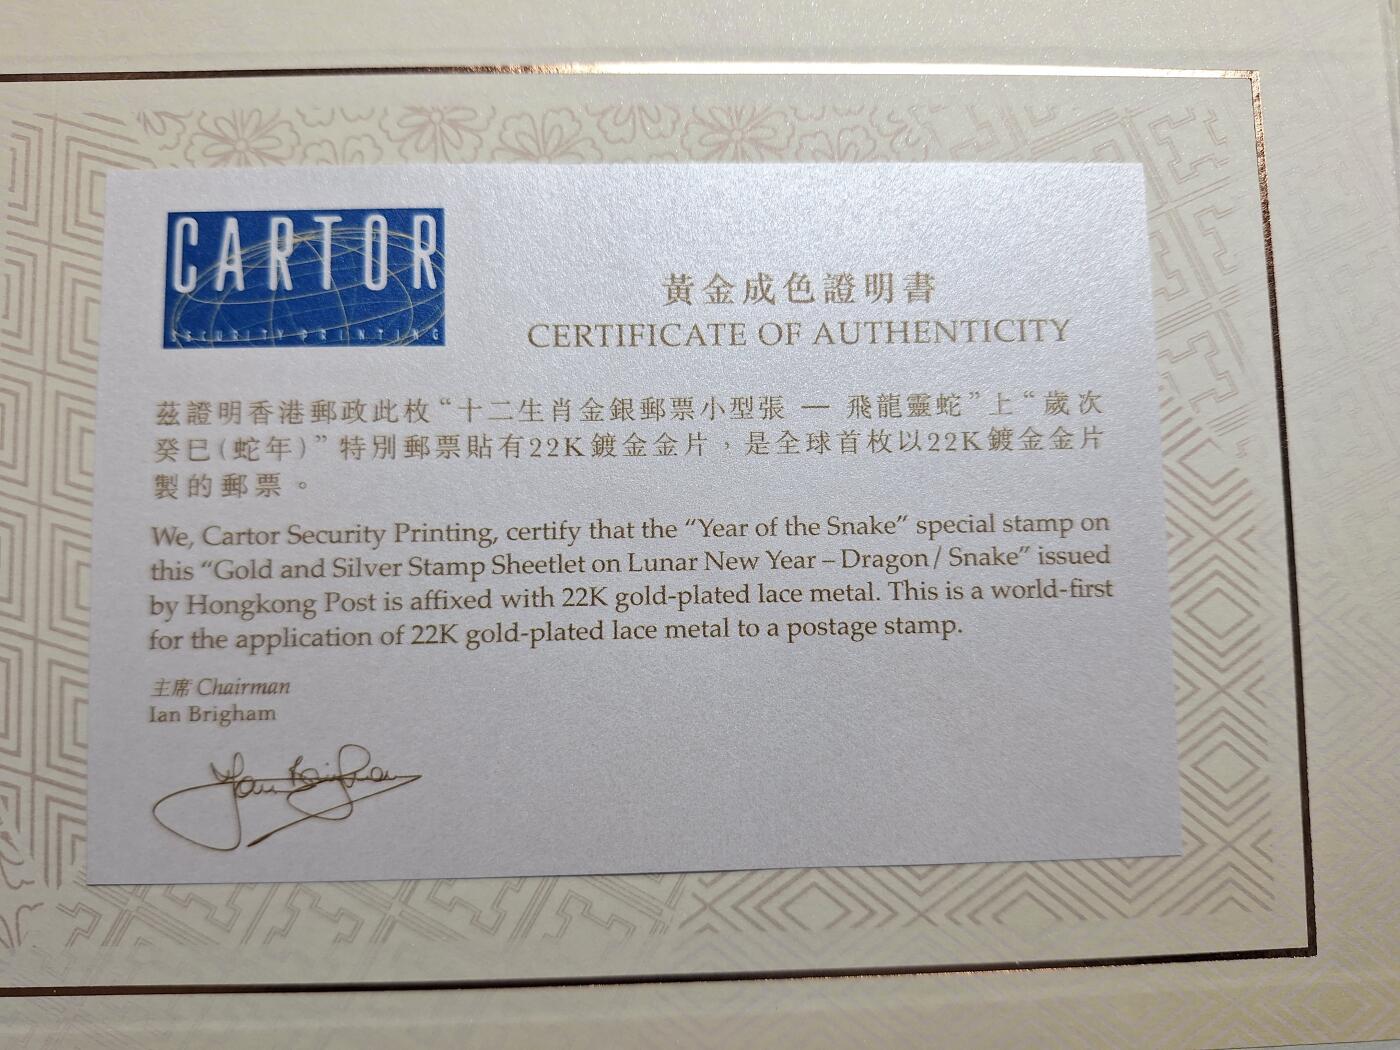 CARTOR
SECURITY PRINTING
黃金成色證明書
CERTIFICATE OF AUTHENTICITY
茲證明香港郵政此枚“十二生肖金銀郵票小型張 — 飛龍靈蛇”上“歲次
癸巳(蛇年)”特別郵票貼有22K鍍金金片，是全球首枚以22K鍍金金片
製的郵票。
We, Cartor Security Printing, certify that the “Year of the Snake” special stamp on
this “Gold and Silver Stamp Sheetlet on Lunar New Year – Dragon / Snake” issued
by Hongkong Post is affixed with 22K gold-plated lace metal. This is a world-first
for the application of 22K gold-plated lace metal to a postage stamp.
主席 Chairman
Ian Brigham
Ian Brigham